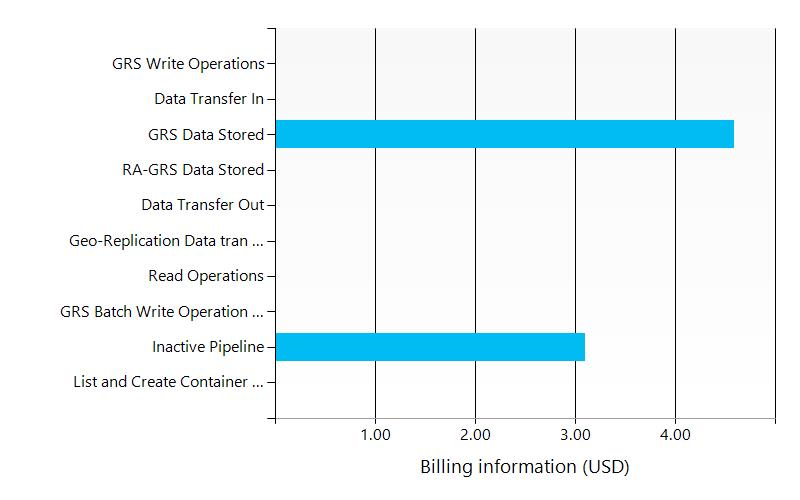 GRS Write Operations
Data Transfer In
GRS Data Stored
RA-GRS Data Stored
Data Transfer Out
Geo-Replication Data tran ...
Read Operations
GRS Batch Write Operation ...
Inactive Pipeline
List and Create Container ...
1.00 2.00 3.00 4.00
Billing information (USD)